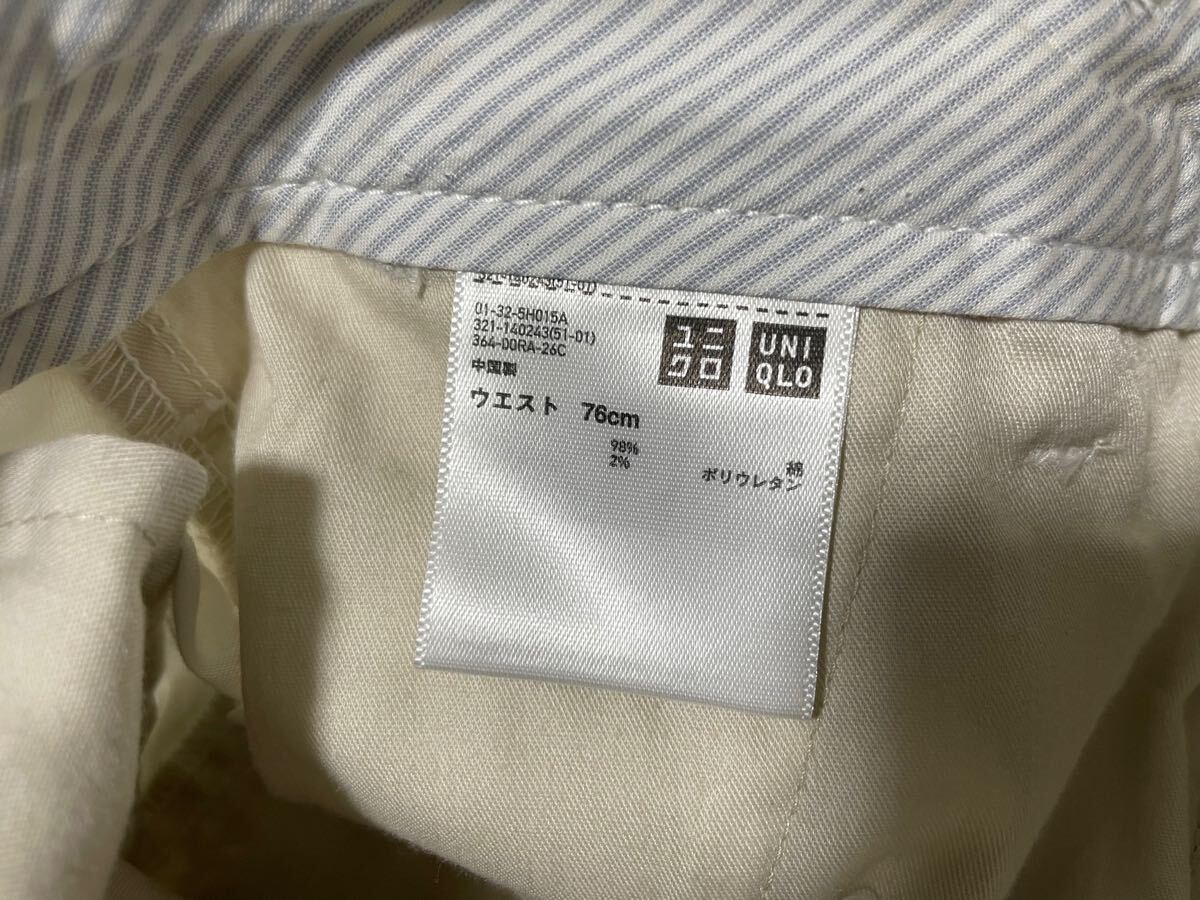 01-32-5H015A
321-140243(51-01)
364-00RA-26C
中国製
ユニ
クロ
UNI
QLO
ウエスト 76cm
98% 綿
2% ポリウレタン